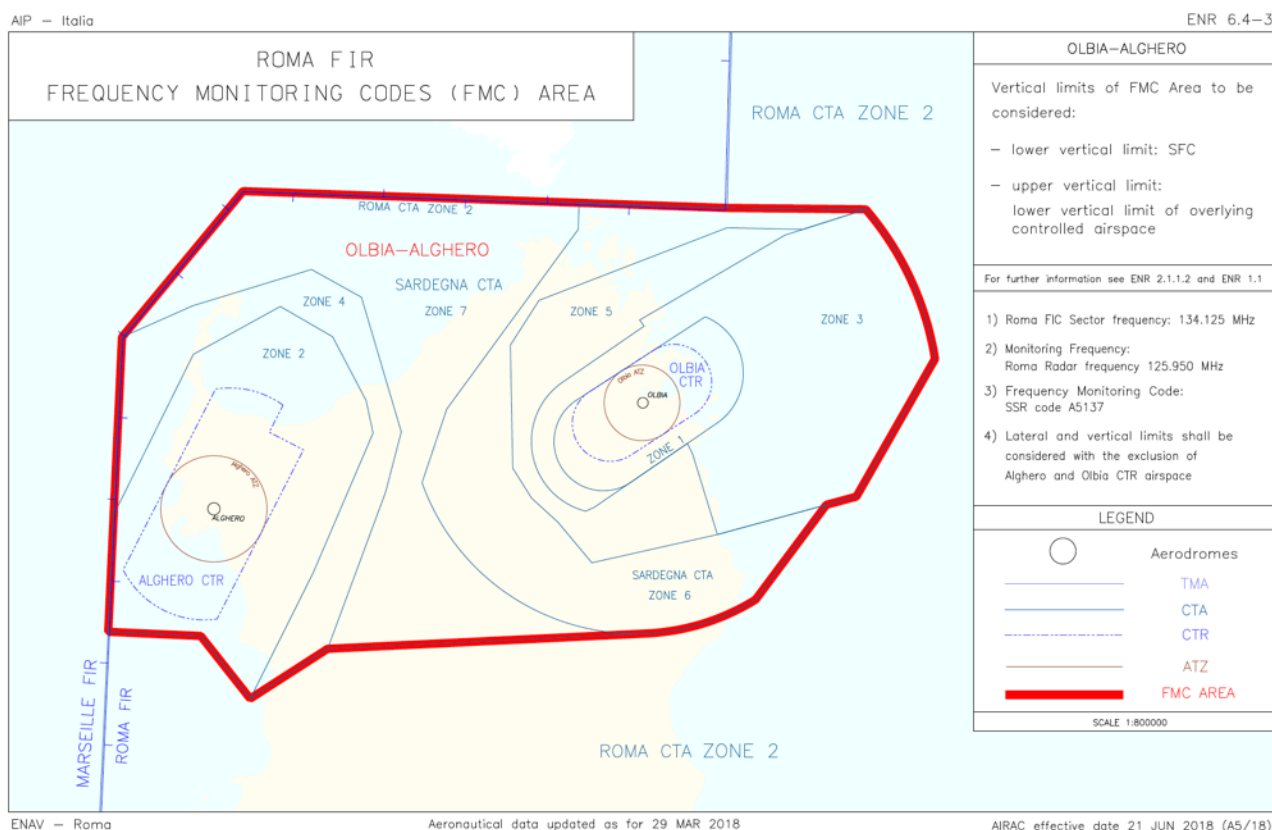 AIP – Italia
ENR 6.4–3
ROMA FIR
FREQUENCY MONITORING CODES (FMC) AREA
ROMA CTA ZONE 2
ROMA CTA ZONE 2
OLBIA–ALGHERO
SARDEGNA CTA
ZONE 7
ZONE 4
ZONE 5
ZONE 3
ZONE 2
OLBIA
CTR
Olbia ATZ
OLBIA
ZONE 1
Alghero ATZ
ALGHERO
ALGHERO CTR
SARDEGNA CTA
ZONE 6
MARSEILLE FIR
ROMA FIR
ROMA CTA ZONE 2
OLBIA–ALGHERO
Vertical limits of FMC Area to be
considered:
– lower vertical limit: SFC
– upper vertical limit:
lower vertical limit of overlying
controlled airspace
For further information see ENR 2.1.1.2 and ENR 1.1
1) Roma FIC Sector frequency: 134.125 MHz
2) Monitoring Frequency:
Roma Radar frequency 125.950 MHz
3) Frequency Monitoring Code:
SSR code A5137
4) Lateral and vertical limits shall be
considered with the exclusion of
Alghero and Olbia CTR airspace
LEGEND
Aerodromes
TMA
CTA
CTR
ATZ
FMC AREA
SCALE 1:800000
ENAV – Roma
Aeronautical data updated as for 29 MAR 2018
AIRAC effective date 21 JUN 2018 (A5/18)